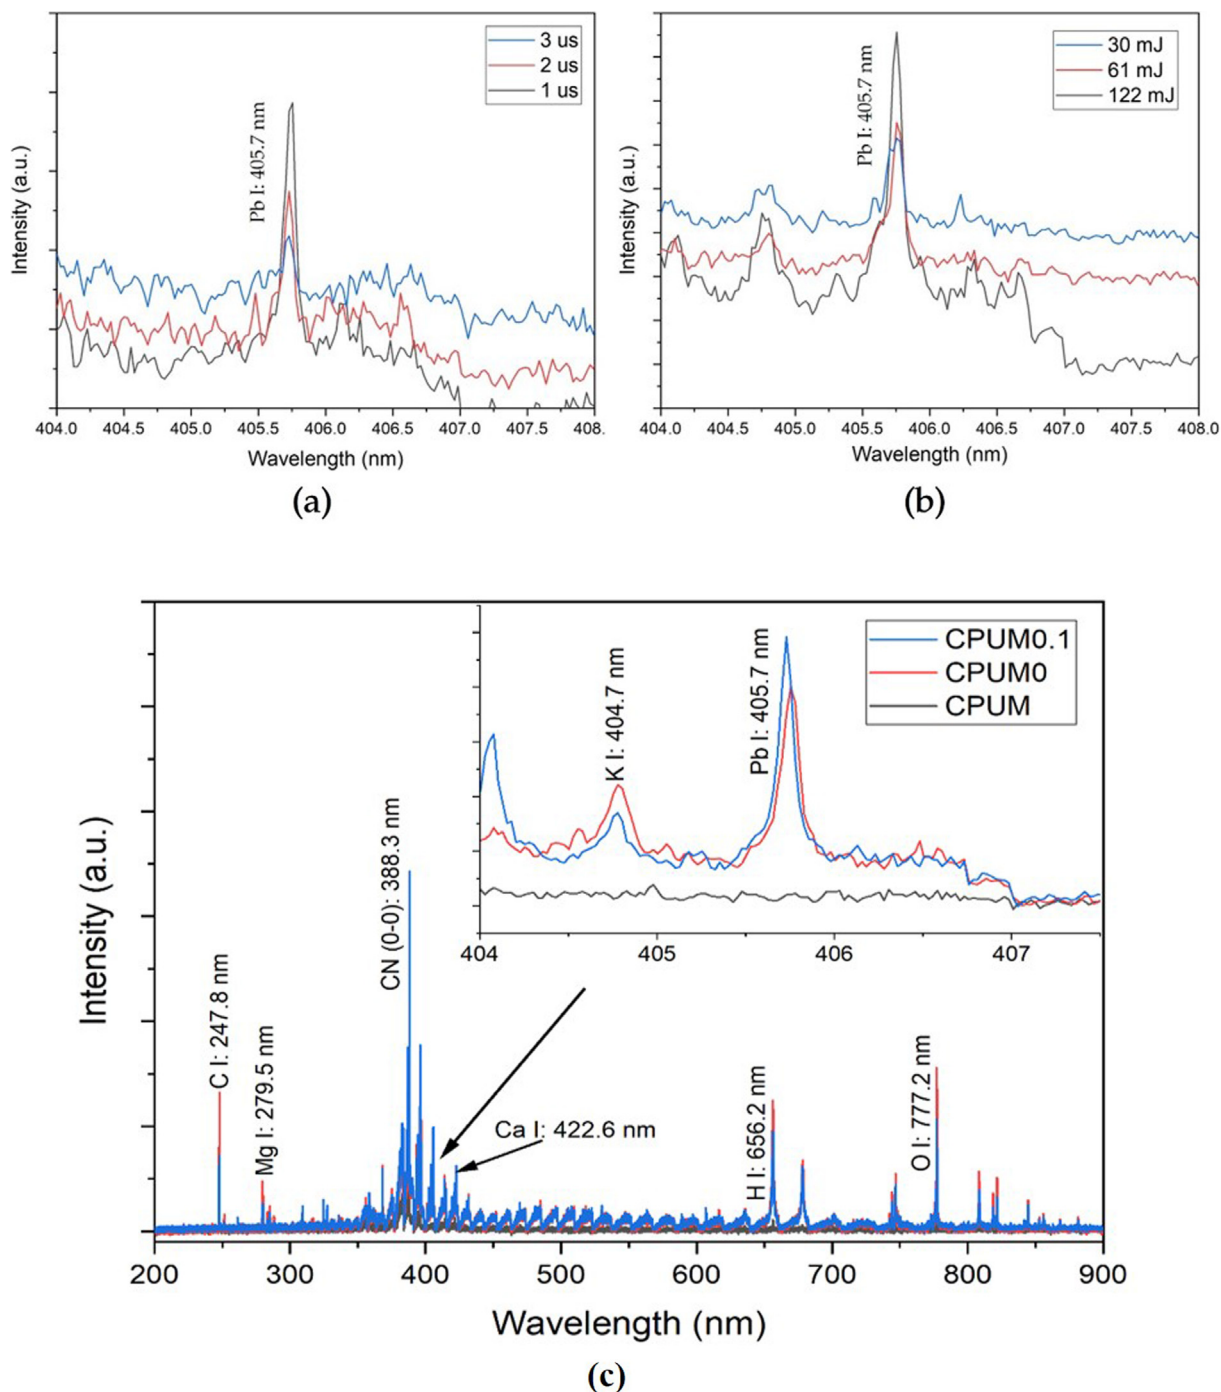 3 us
2 us
1 us
Pb I: 405.7 nm
Intensity (a.u.)
404.0 404.5 405.0 405.5 406.0 406.5 407.0 407.5 408.
Wavelength (nm)
(a)
30 mJ
61 mJ
122 mJ
Pb I: 405.7 nm
Intensity (a.u.)
404.0 404.5 405.0 405.5 406.0 406.5 407.0 407.5 408.0
Wavelength (nm)
(b)
CPUM0.1
CPUM0
CPUM
K I: 404.7 nm
Pb I: 405.7 nm
404 405 406 407
C I: 247.8 nm
Mg I: 279.5 nm
CN (0-0): 388.3 nm
Ca I: 422.6 nm
H I: 656.2 nm
O I: 777.2 nm
Intensity (a.u.)
200 300 400 500 600 700 800 900
Wavelength (nm)
(c)